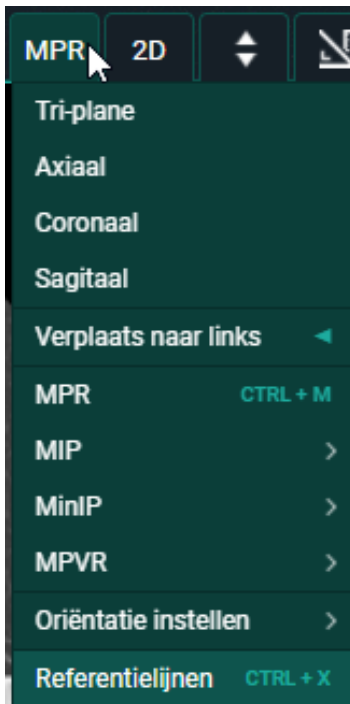 MPR 2D
Tri-plane
Axiaal
Coronaal
Sagitaal
Verplaats naar links
MPR CTRL + M
MIP
MinIP
MPVR
Oriëntatie instellen
Referentielijnen CTRL + X